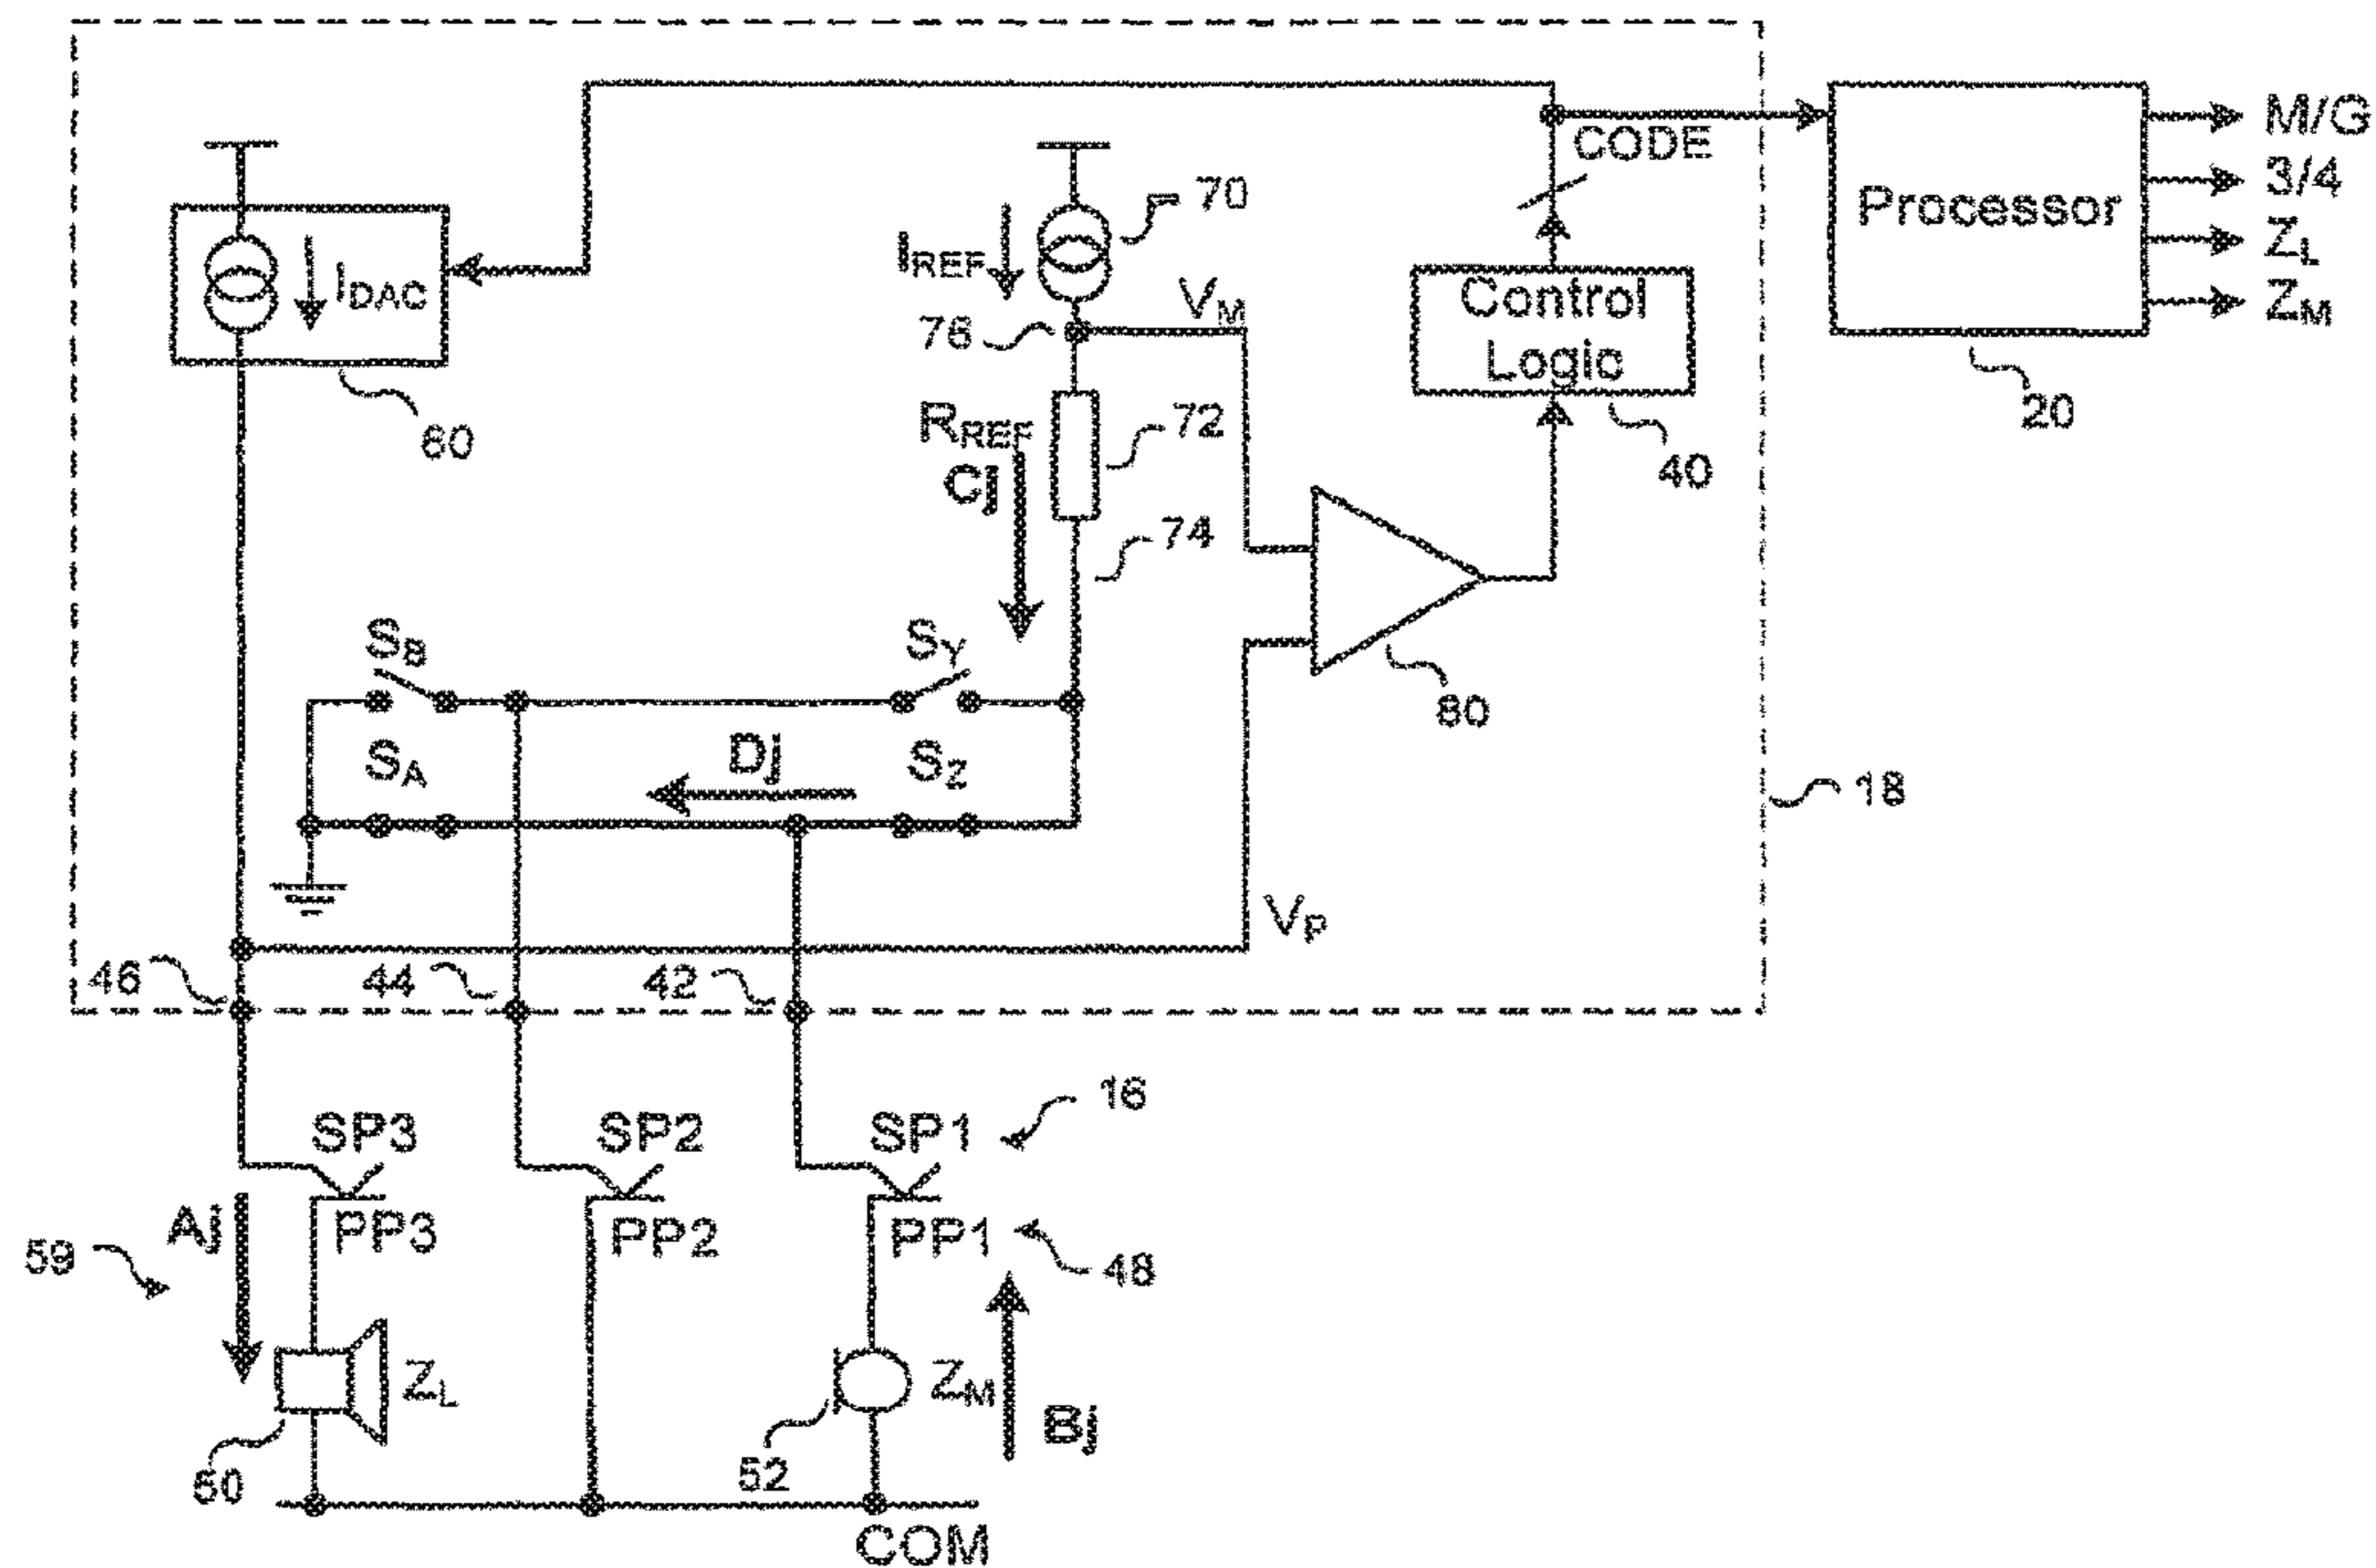 CODE
Processor
M/G
3/4
ZL
ZM
20
IDAC
60
IREF
70
VM
76
Control
Logic
40
RREF
Cj
72
74
80
SB
SY
SA
Dj
SZ
18
VP
46
44
42
SP3
SP2
SP1
16
Aj
PP3
PP2
PP1
48
59
ZL
ZM
Bj
50
52
COM